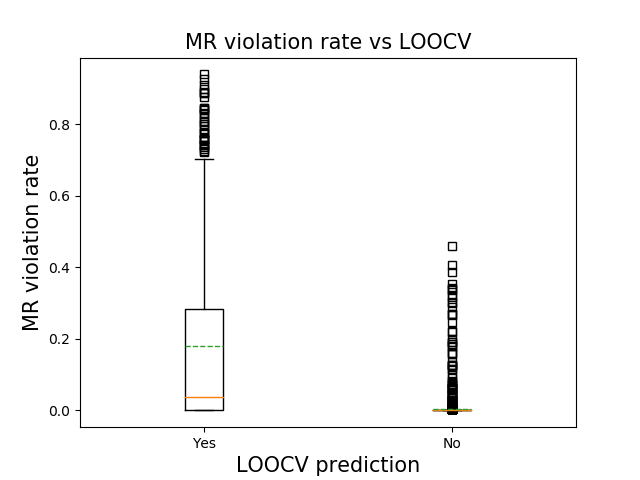 MR violation rate vs LOOCV
MR violation rate
0.8
0.6
0.4
0.2
0.0
Yes
No
LOOCV prediction